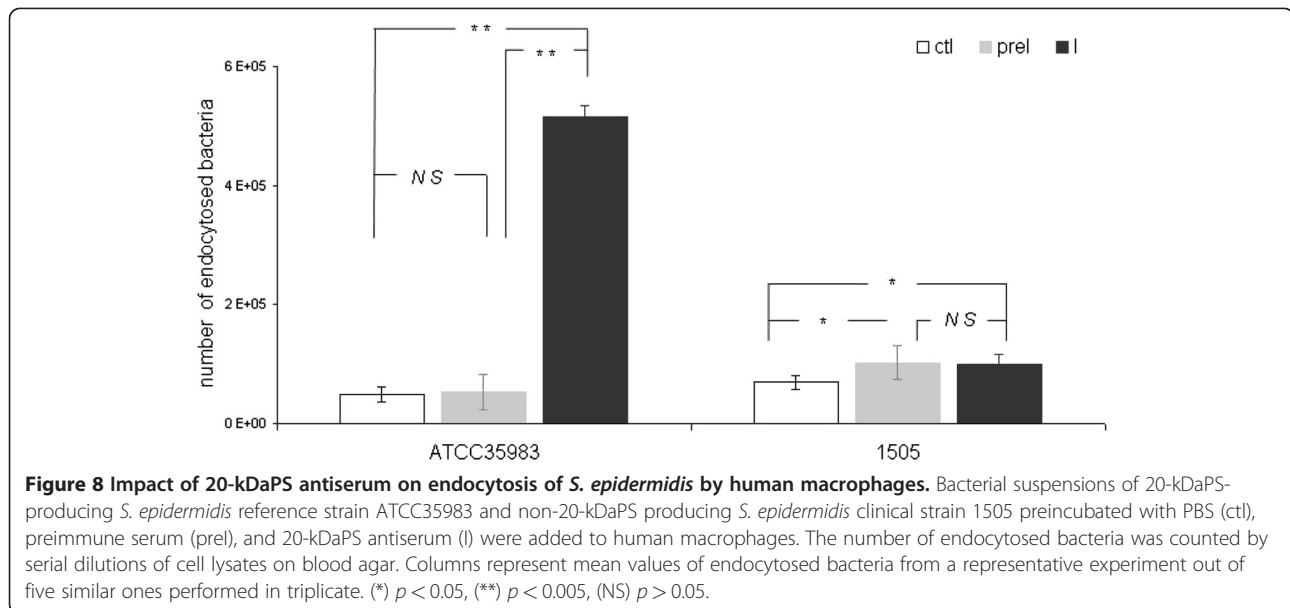 **
ctl preI I
**
6 E+05
number of endocytosed bacteria
4 E+05
NS
2 E+05
*
*
NS
0 E+00
ATCC35983 1505
Figure 8 Impact of 20-kDaPS antiserum on endocytosis of S. epidermidis by human macrophages. Bacterial suspensions of 20-kDaPS-
producing S. epidermidis reference strain ATCC35983 and non-20-kDaPS producing S. epidermidis clinical strain 1505 preincubated with PBS (ctl),
preimmune serum (preI), and 20-kDaPS antiserum (I) were added to human macrophages. The number of endocytosed bacteria was counted by
serial dilutions of cell lysates on blood agar. Columns represent mean values of endocytosed bacteria from a representative experiment out of
five similar ones performed in triplicate. (*) p < 0.05, (**) p < 0.005, (NS) p > 0.05.